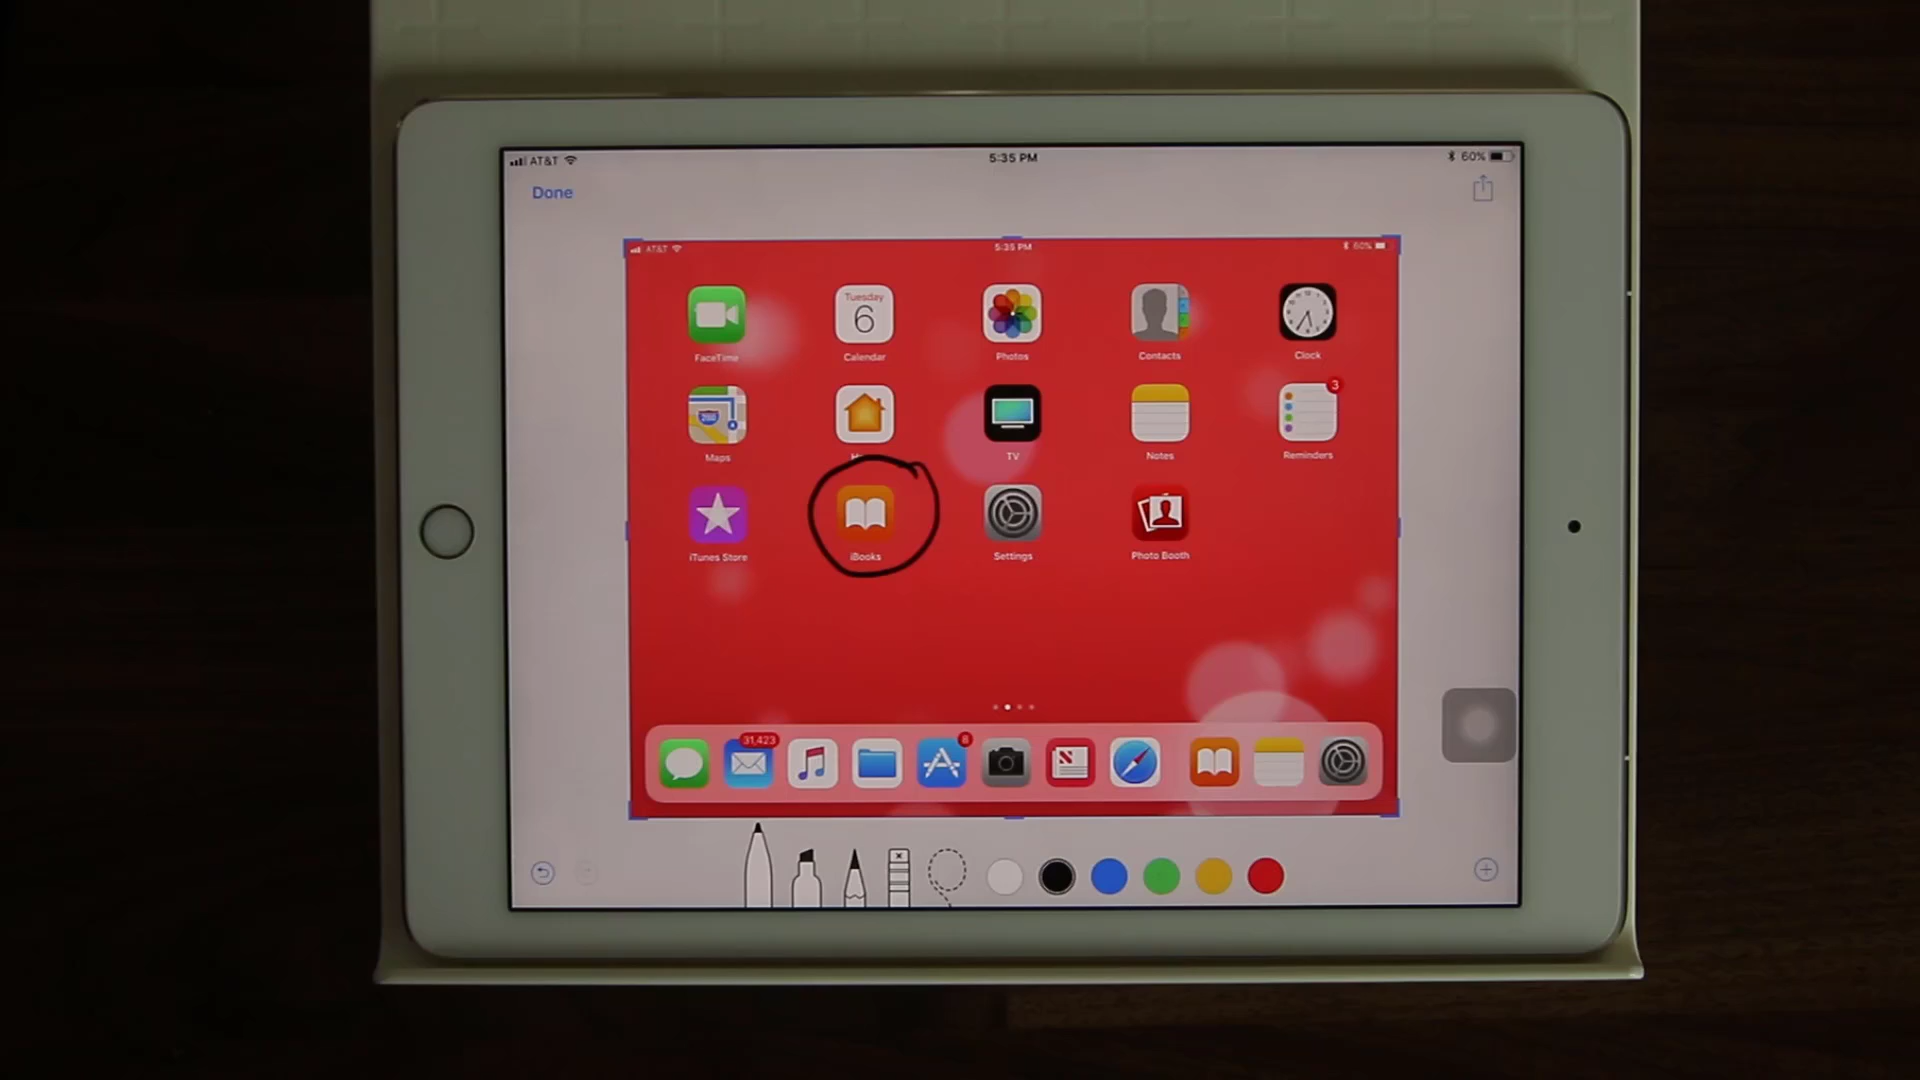 AT&T 5:35 PM 60%
Done
AT&T 5:35 PM 60%
Tuesday
6
FaceTime Calendar Photos Contacts Clock
280
3
Maps TV Notes Reminders
iTunes Store iBooks Settings Photo Booth
31,423 8